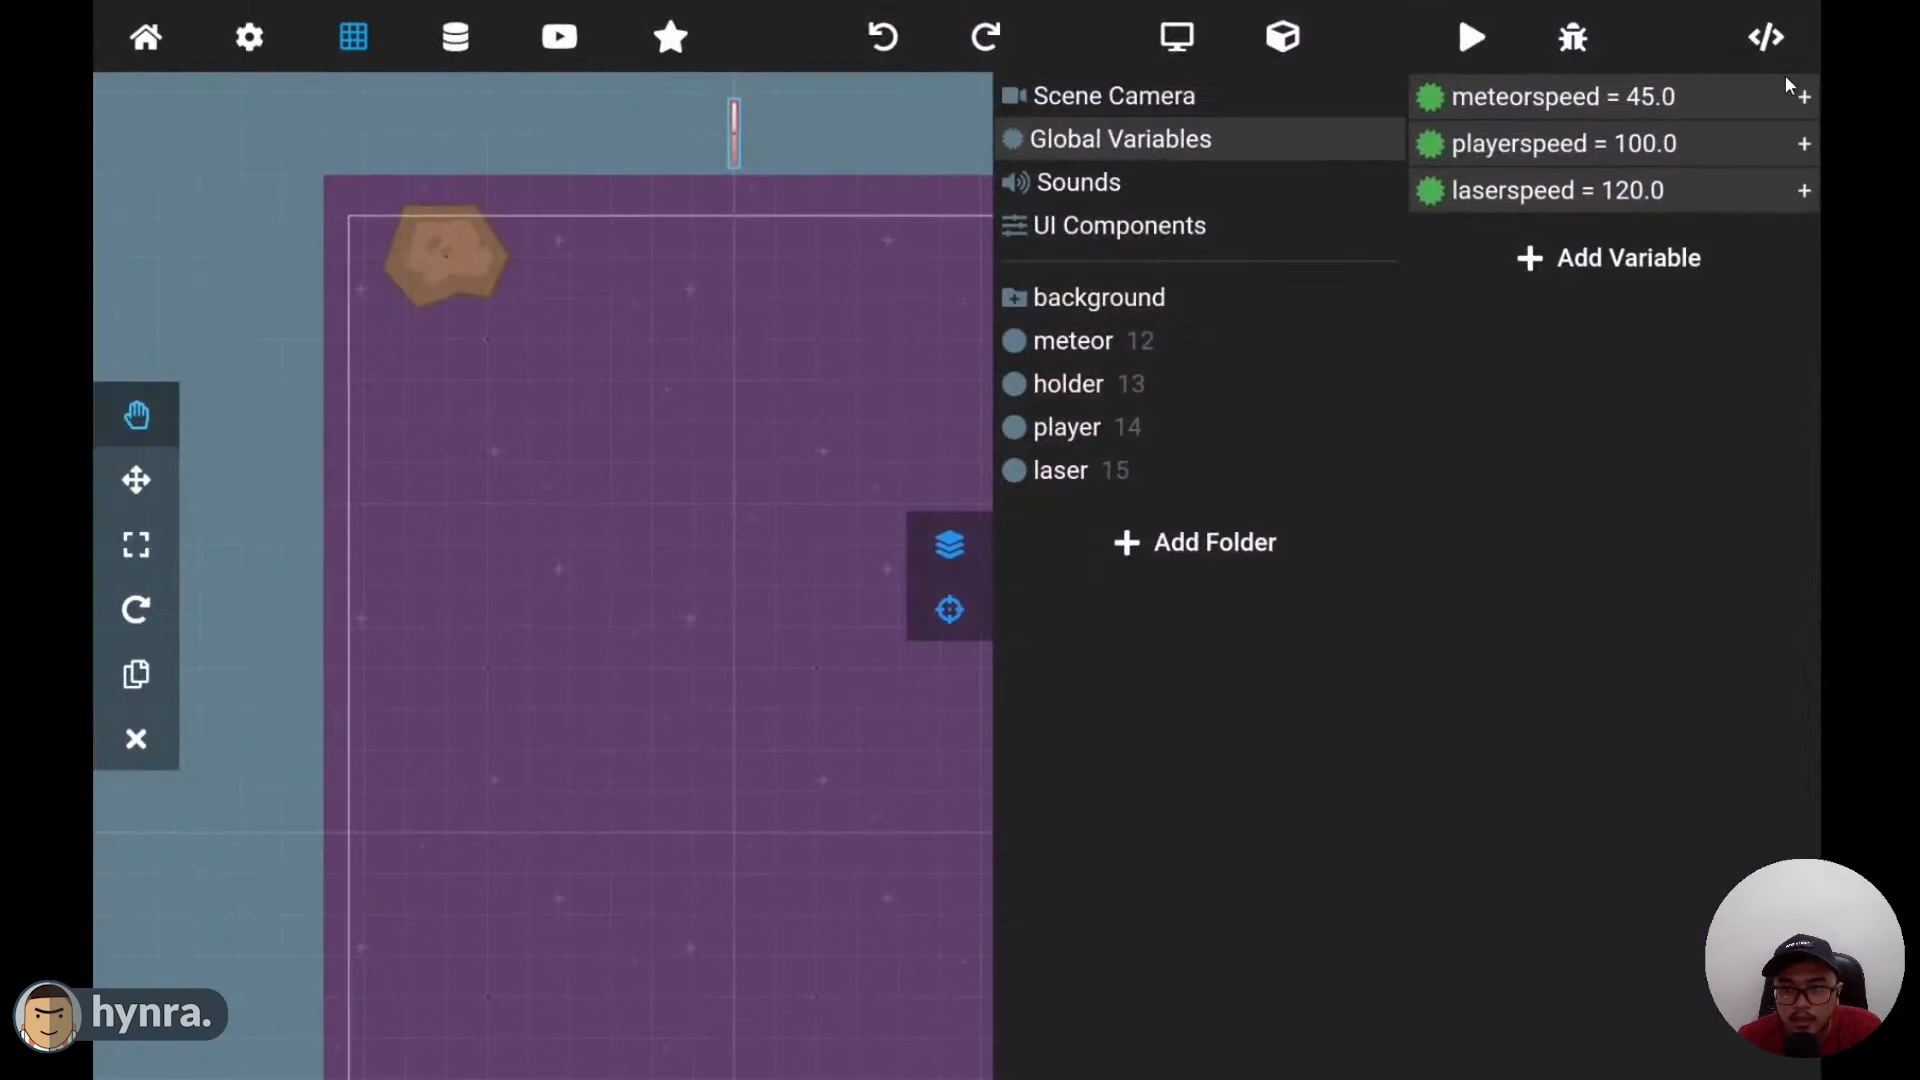 Scene Camera
Global Variables
Sounds
UI Components
background
meteor 12
holder 13
player 14
laser 15
Add Folder
meteorspeed = 45.0 +
playerspeed = 100.0 +
laserspeed = 120.0 +
Add Variable
hynra.